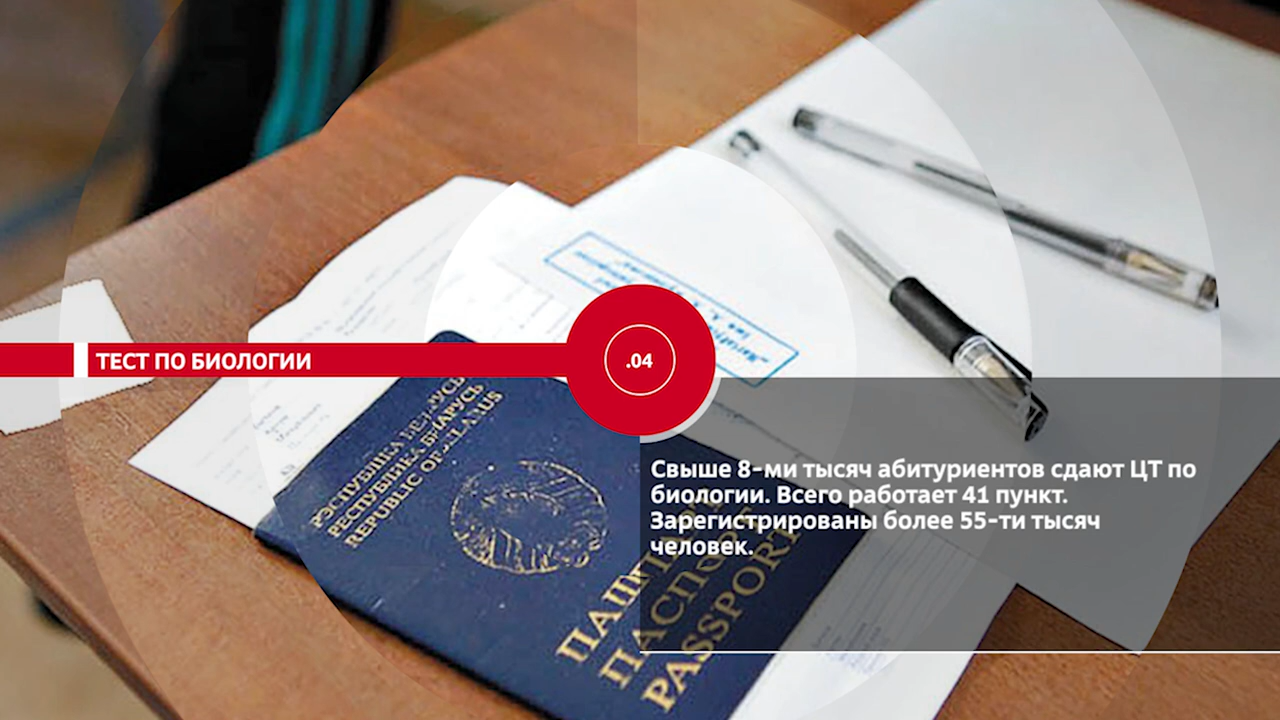 ТЕСТ ПО БИОЛОГИИ
.04
Свыше 8-ми тысяч абитуриентов сдают ЦТ по
биологии. Всего работает 41 пункт.
Зарегистрированы более 55-ти тысяч
человек.
РЭСПУБЛІКА БЕЛАРУСЬ
РЕСПУБЛИКА БЕЛАРУСЬ
REPUBLIC OF BELARUS
ПАШПАРТ
ПАСПОРТ
PASSPORT